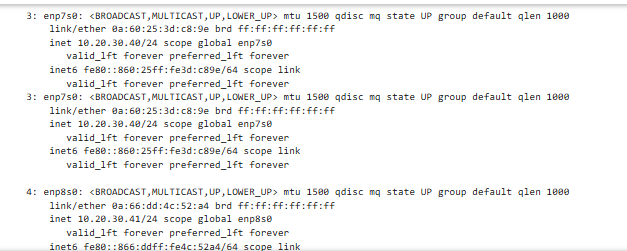 3: enp7s0: <BROADCAST,MULTICAST,UP,LOWER_UP> mtu 1500 qdisc mq state UP group default qlen 1000
link/ether 0a:60:25:3d:c8:9e brd ff:ff:ff:ff:ff:ff
inet 10.20.30.40/24 scope global enp7s0
valid_lft forever preferred_lft forever
inet6 fe80::860:25ff:fe3d:c89e/64 scope link
valid_lft forever preferred_lft forever
3: enp7s0: <BROADCAST,MULTICAST,UP,LOWER_UP> mtu 1500 qdisc mq state UP group default qlen 1000
link/ether 0a:60:25:3d:c8:9e brd ff:ff:ff:ff:ff:ff
inet 10.20.30.40/24 scope global enp7s0
valid_lft forever preferred_lft forever
inet6 fe80::860:25ff:fe3d:c89e/64 scope link
valid_lft forever preferred_lft forever
4: enp8s0: <BROADCAST,MULTICAST,UP,LOWER_UP> mtu 1500 qdisc mq state UP group default qlen 1000
link/ether 0a:66:dd:4c:52:a4 brd ff:ff:ff:ff:ff:ff
inet 10.20.30.41/24 scope global enp8s0
valid_lft forever preferred_lft forever
inet6 fe80::866:ddff:fe4c:52a4/64 scope link